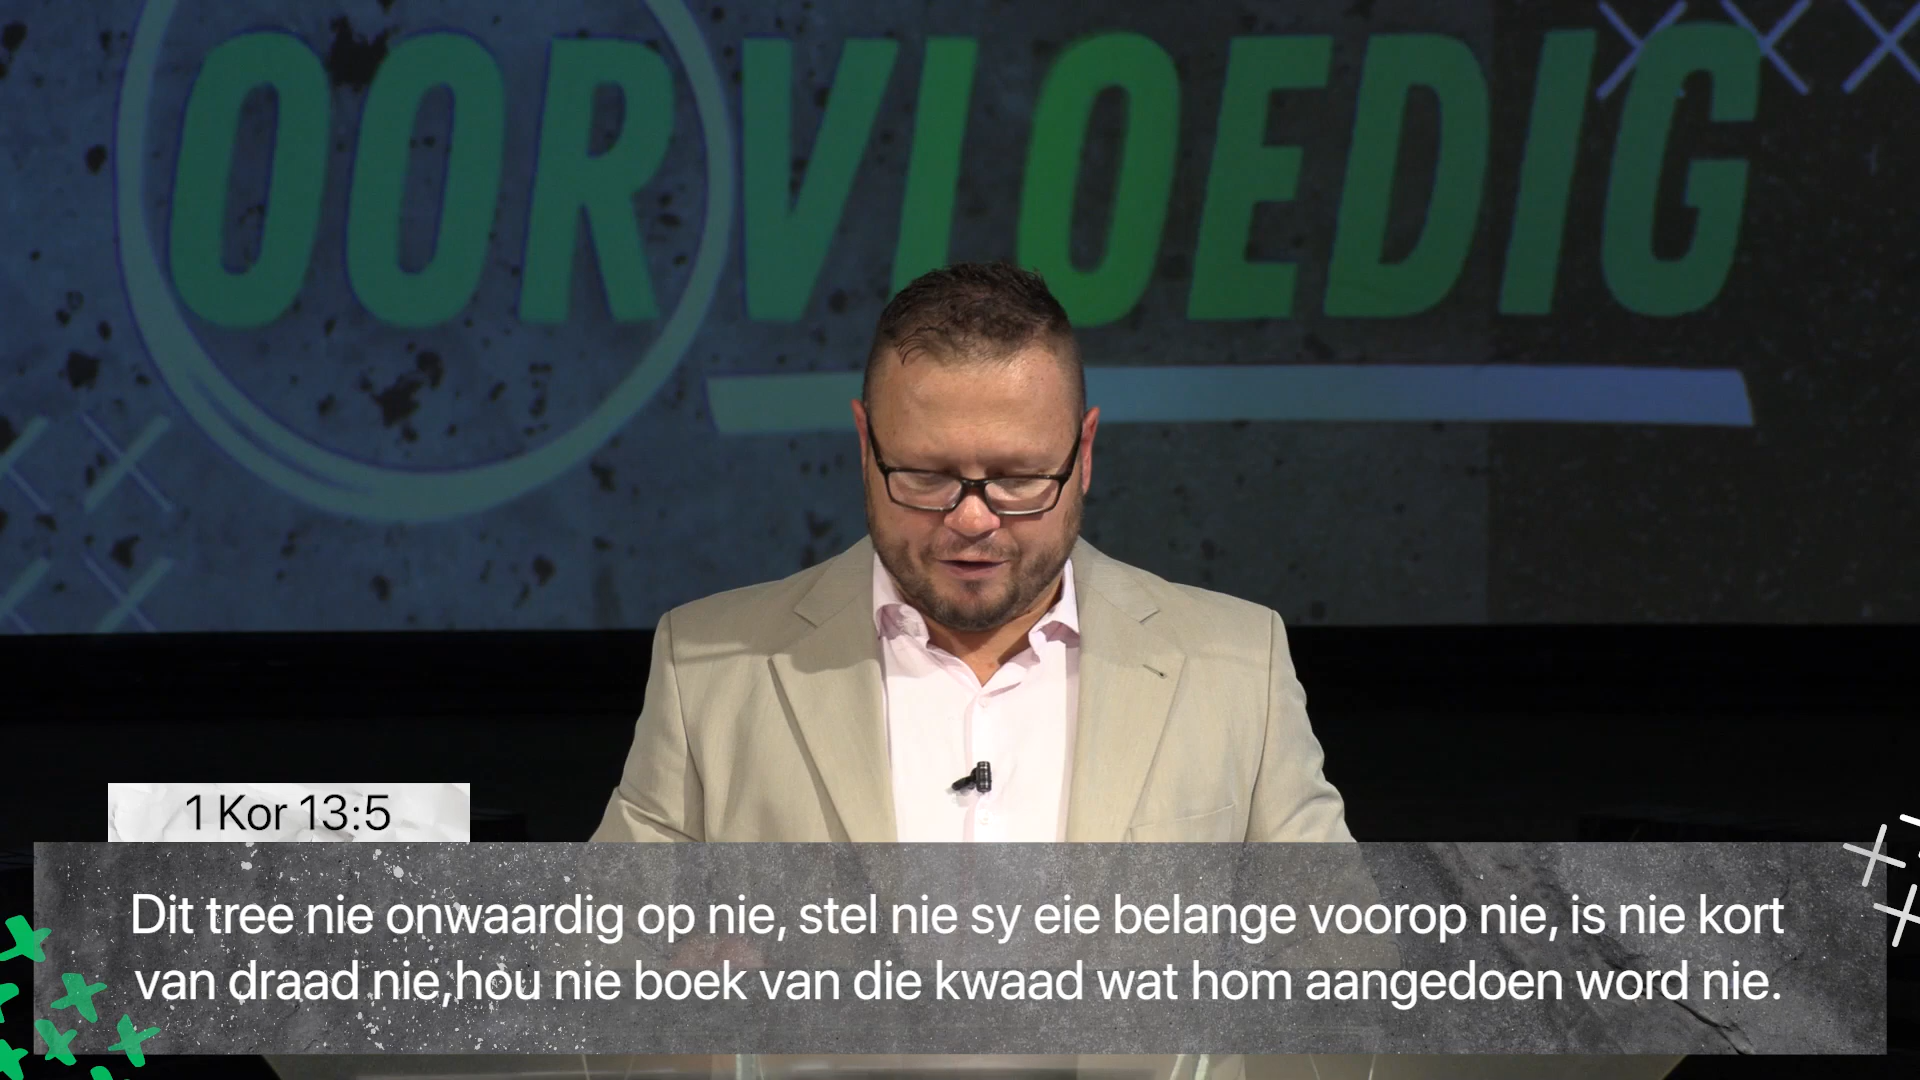 OORVLOEDIG
1 Kor 13:5
Dit tree nie onwaardig op nie, stel nie sy eie belange voorop nie, is nie kort
van draad nie,hou nie boek van die kwaad wat hom aangedoen word nie.